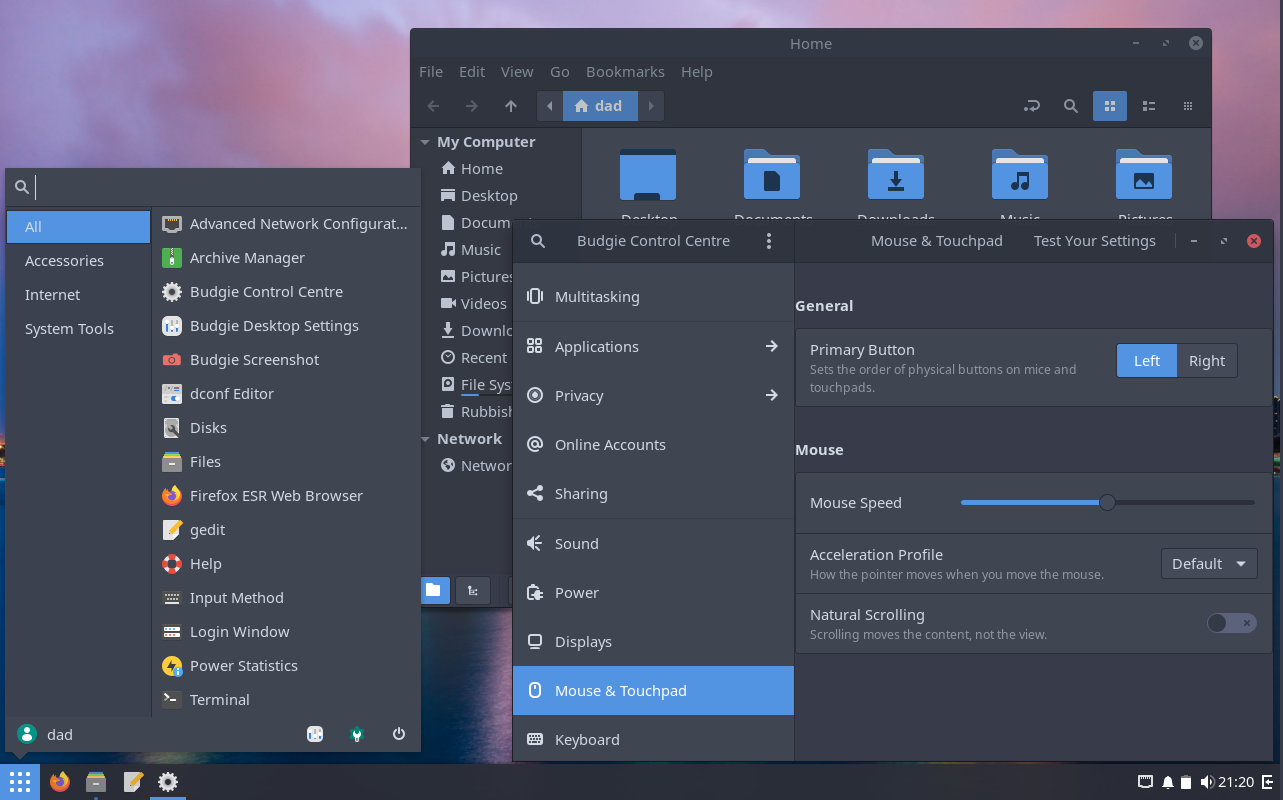 Home
File Edit View Go Bookmarks Help
dad
My Computer
Home
Desktop
Music
Pictures
Videos
Recent
Network
Desktop Documents Downloads Music Pictures
All
Accessories
Internet
System Tools
Advanced Network Configurat...
Archive Manager
Budgie Control Centre
Budgie Desktop Settings
Budgie Screenshot
dconf Editor
Disks
Files
Firefox ESR Web Browser
gedit
Help
Input Method
Login Window
Power Statistics
Terminal
dad
Budgie Control Centre
Multitasking
Applications
Privacy
Online Accounts
Sharing
Sound
Power
Displays
Mouse & Touchpad
Keyboard
Mouse & Touchpad Test Your Settings
General
Primary Button
Sets the order of physical buttons on mice and
touchpads.
Left Right
Mouse
Mouse Speed
Acceleration Profile
How the pointer moves when you move the mouse.
Default
Natural Scrolling
Scrolling moves the content, not the view.
21:20